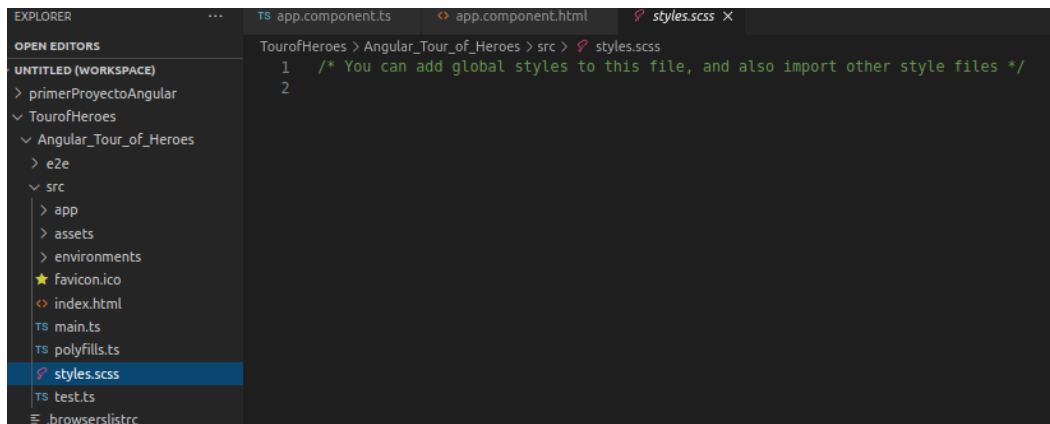 EXPLORER ···
TS app.component.ts <> app.component.html styles.scss ×
OPEN EDITORS
TourofHeroes > Angular_Tour_of_Heroes > src > styles.scss
UNTITLED (WORKSPACE)
1 /* You can add global styles to this file, and also import other style files */
2
> primerProyectoAngular
TourofHeroes
Angular_Tour_of_Heroes
> e2e
src
> app
> assets
> environments
favicon.ico
<> index.html
TS main.ts
TS polyfills.ts
styles.scss
TS test.ts
.browserslistrc